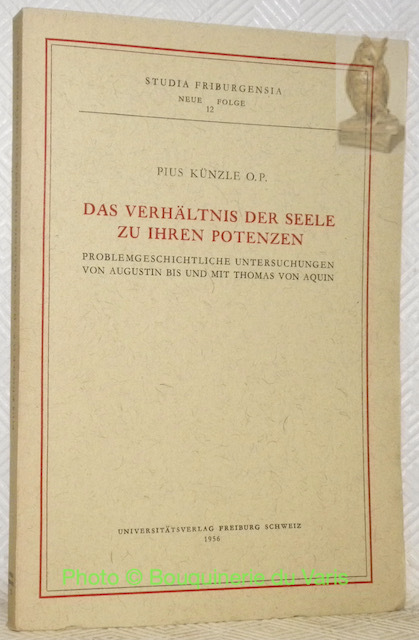 STUDIA FRIBURGENSIA
NEUE FOLGE
12
PIUS KÜNZLE O.P.
DAS VERHÄLTNIS DER SEELE
ZU IHREN POTENZEN
PROBLEMGESCHICHTLICHE UNTERSUCHUNGEN
VON AUGUSTIN BIS UND MIT THOMAS VON AQUIN
UNIVERSITÄTSVERLAG FREIBURG SCHWEIZ
1956
Photo © Bouquinerie du Varis